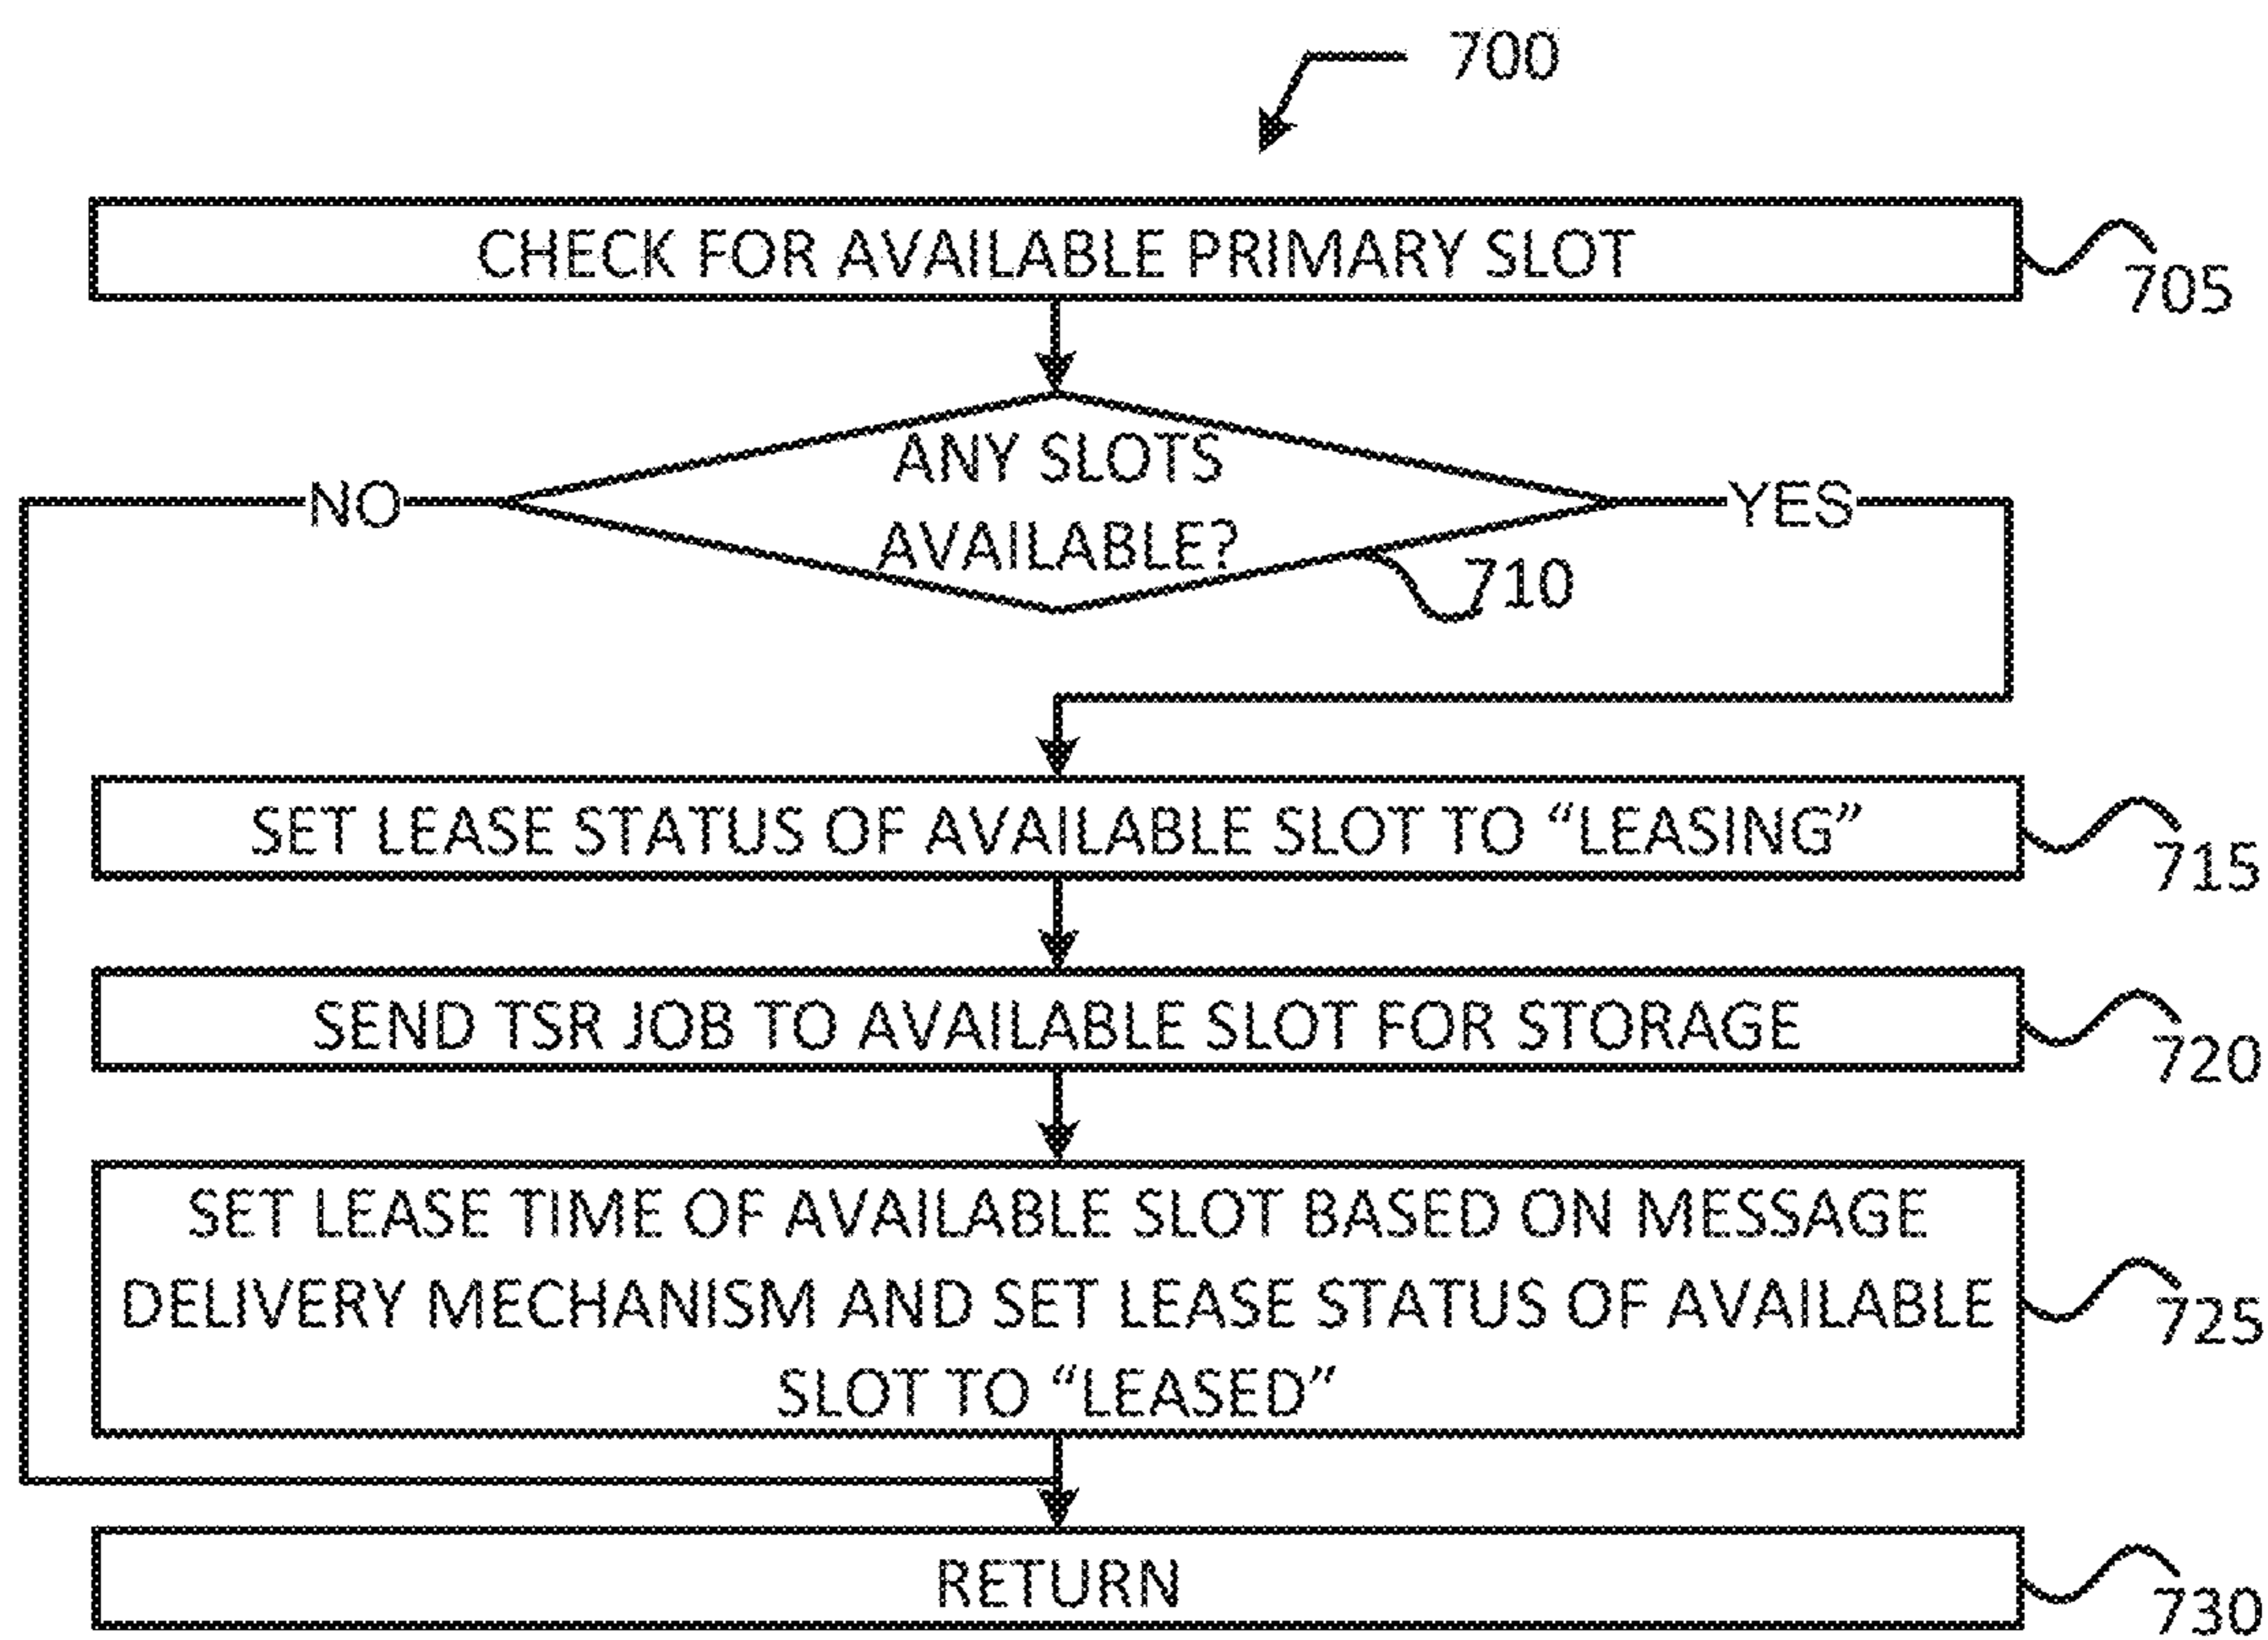 700
CHECK FOR AVAILABLE PRIMARY SLOT
705
ANY SLOTS
NO
YES
AVAILABLE?
710
SET LEASE STATUS OF AVAILABLE SLOT TO “LEASING”
715
SEND TSR JOB TO AVAILABLE SLOT FOR STORAGE
720
SET LEASE TIME OF AVAILABLE SLOT BASED ON MESSAGE
DELIVERY MECHANISM AND SET LEASE STATUS OF AVAILABLE
SLOT TO “LEASED”
725
RETURN
730